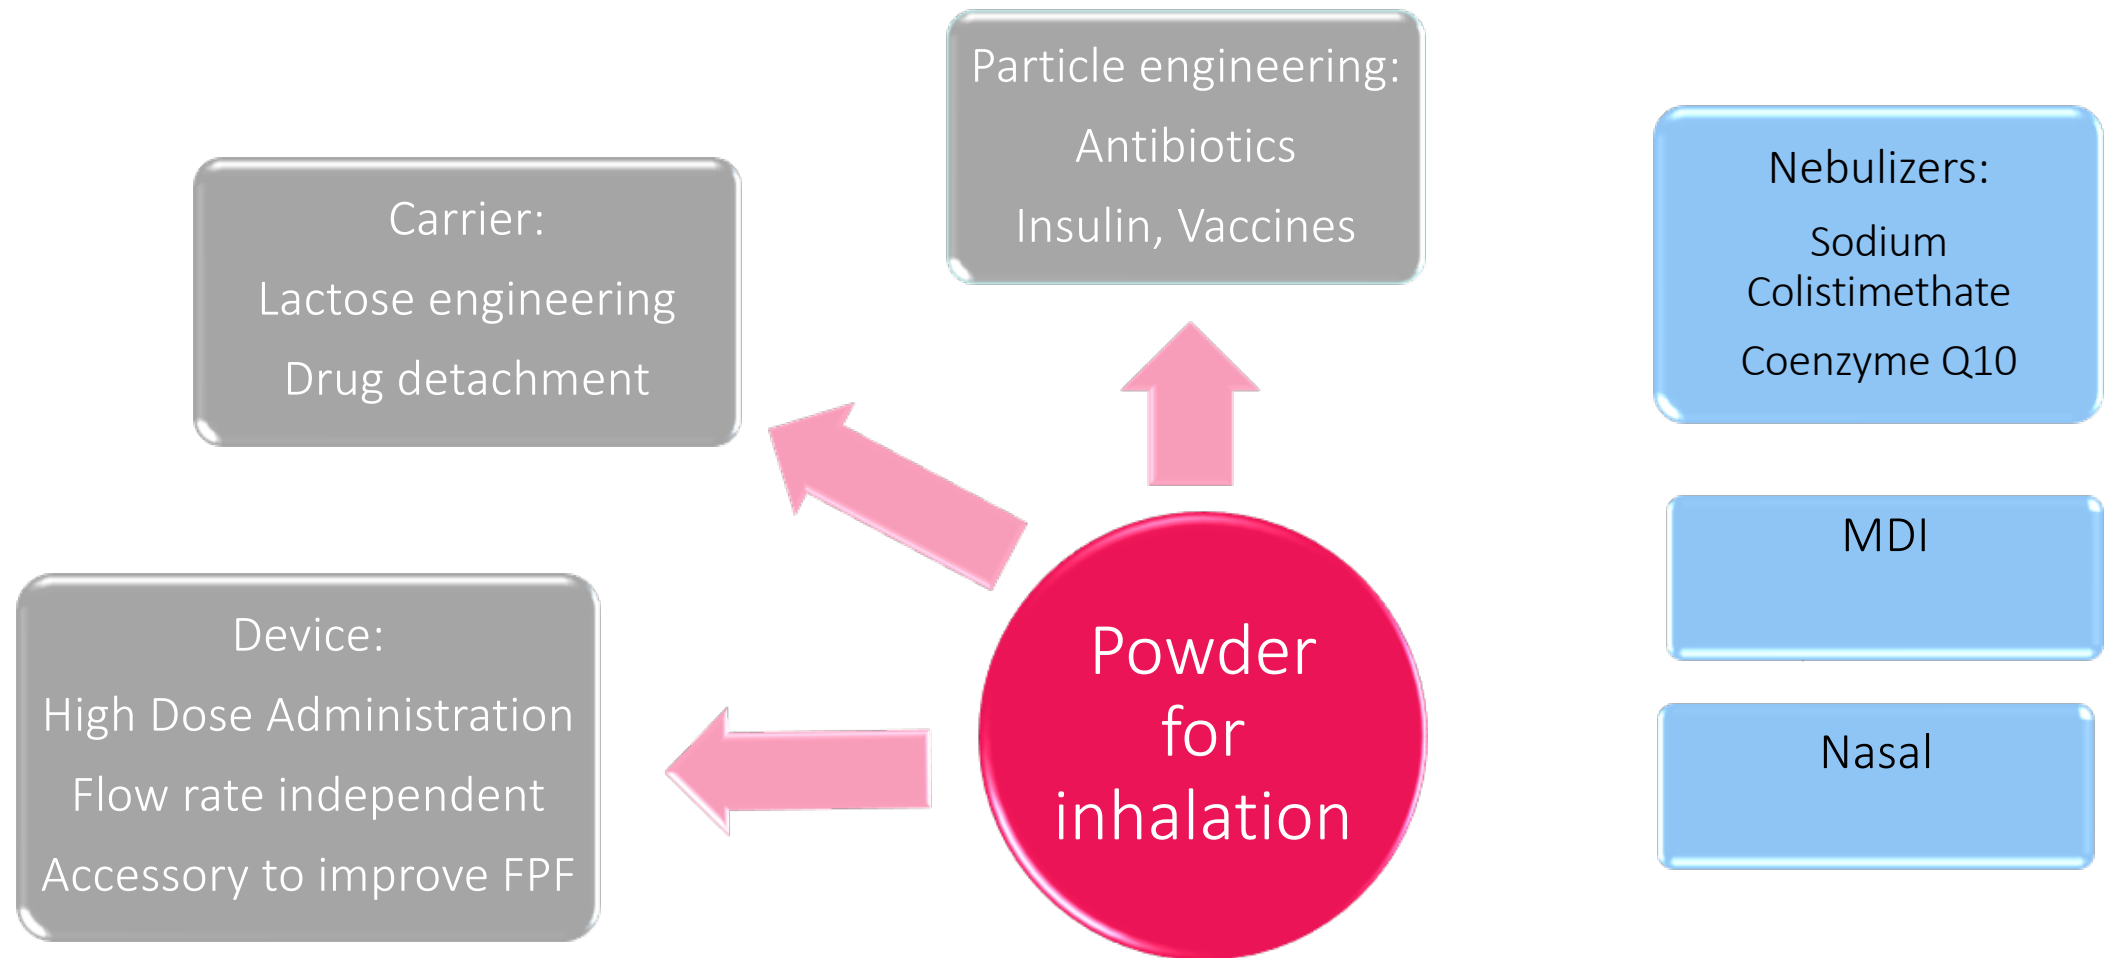 Particle engineering:
Antibiotics
Insulin, Vaccines
Carrier:
Lactose engineering
Drug detachment
Device:
High Dose Administration
Flow rate independent
Accessory to improve FPF
Powder
for
inhalation
Nebulizers:
Sodium
Colistimethate
Coenzyme Q10
MDI
Nasal